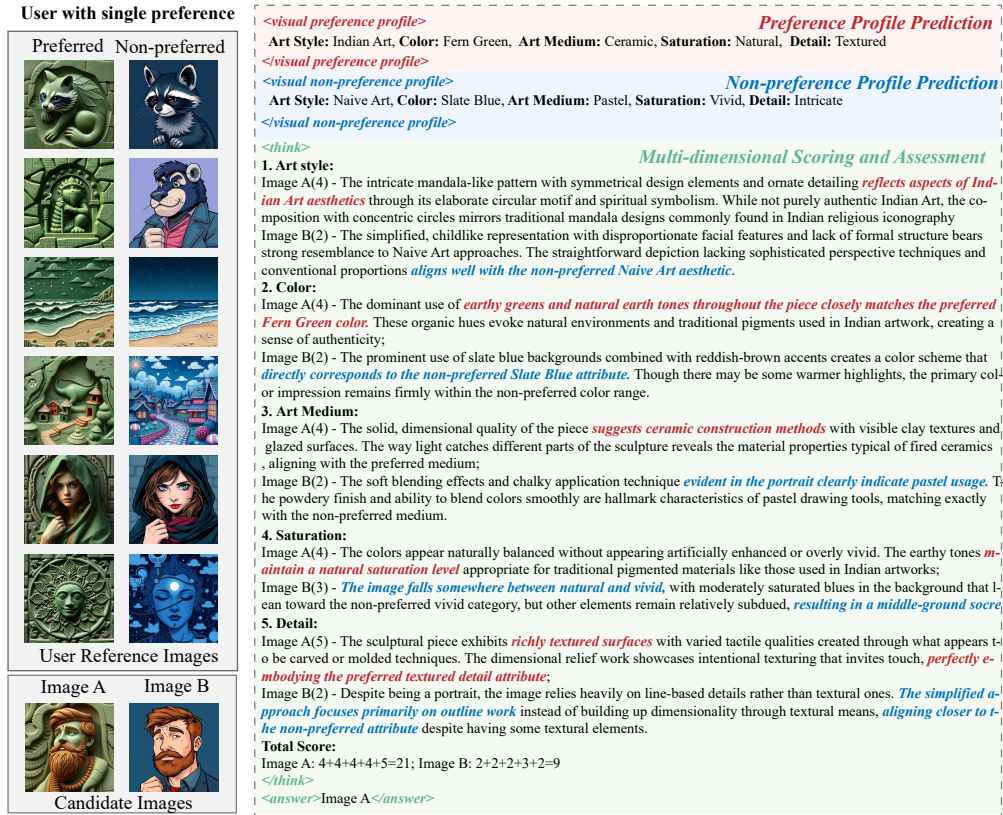 User with single preference
Preferred Non-preferred
User Reference Images
Image A Image B
Candidate Images
<visual preference profile>
Preference Profile Prediction
Art Style: Indian Art, Color: Fern Green, Art Medium: Ceramic, Saturation: Natural, Detail: Textured
</visual preference profile>
<visual non-preference profile>
Non-preference Profile Prediction
Art Style: Naive Art, Color: Slate Blue, Art Medium: Pastel, Saturation: Vivid, Detail: Intricate
</visual non-preference profile>
<think>
Multi-dimensional Scoring and Assessment
1. Art style:
Image A(4) - The intricate mandala-like pattern with symmetrical design elements and ornate detailing reflects aspects of Ind-
ian Art aesthetics through its elaborate circular motif and spiritual symbolism. While not purely authentic Indian Art, the co-
mposition with concentric circles mirrors traditional mandala designs commonly found in Indian religious iconography
Image B(2) - The simplified, childlike representation with disproportionate facial features and lack of formal structure bears
strong resemblance to Naive Art approaches. The straightforward depiction lacking sophisticated perspective techniques and
conventional proportions aligns well with the non-preferred Naive Art aesthetic.
2. Color:
Image A(4) - The dominant use of earthy greens and natural earth tones throughout the piece closely matches the preferred
Fern Green color. These organic hues evoke natural environments and traditional pigments used in Indian artwork, creating a
sense of authenticity;
Image B(2) - The prominent use of slate blue backgrounds combined with reddish-brown accents creates a color scheme that
directly corresponds to the non-preferred Slate Blue attribute. Though there may be some warmer highlights, the primary col-
or impression remains firmly within the non-preferred color range.
3. Art Medium:
Image A(4) - The solid, dimensional quality of the piece suggests ceramic construction methods with visible clay textures and
glazed surfaces. The way light catches different parts of the sculpture reveals the material properties typical of fired ceramics
, aligning with the preferred medium;
Image B(2) - The soft blending effects and chalky application technique evident in the portrait clearly indicate pastel usage. T-
he powdery finish and ability to blend colors smoothly are hallmark characteristics of pastel drawing tools, matching exactly
with the non-preferred medium.
4. Saturation:
Image A(4) - The colors appear naturally balanced without appearing artificially enhanced or overly vivid. The earthy tones m-
aintain a natural saturation level appropriate for traditional pigmented materials like those used in Indian artworks;
Image B(3) - The image falls somewhere between natural and vivid, with moderately saturated blues in the background that l-
ean toward the non-preferred vivid category, but other elements remain relatively subdued, resulting in a middle-ground socre
5. Detail:
Image A(5) - The sculptural piece exhibits richly textured surfaces with varied tactile qualities created through what appears t-
o be carved or molded techniques. The dimensional relief work showcases intentional texturing that invites touch, perfectly e-
mbodying the preferred textured detail attribute;
Image B(2) - Despite being a portrait, the image relies heavily on line-based details rather than textural ones. The simplified a-
pproach focuses primarily on outline work instead of building up dimensionality through textural means, aligning closer to t-
he non-preferred attribute despite having some textural elements.
Total Score:
Image A: 4+4+4+4+5=21; Image B: 2+2+2+3+2=9
</think>
<answer>Image A</answer>